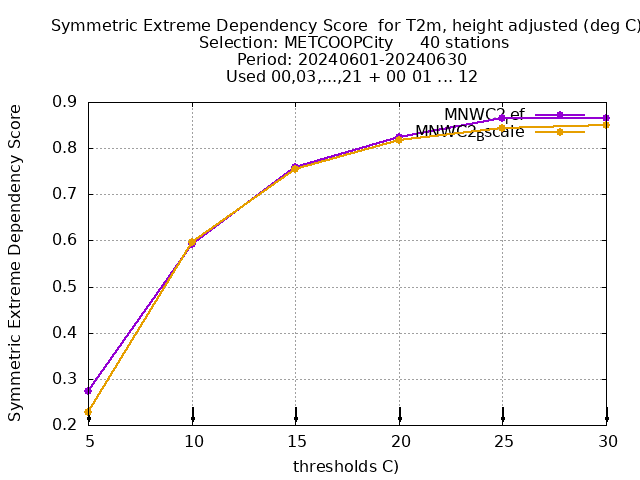 Symmetric Extreme Dependency Score for T2m, height adjusted (deg C)
Selection: METCOOPCity 40 stations
Period: 20240601-20240630
Used 00,03,...,21 + 00 01 ... 12
Symmetric Extreme Dependency Score
0.9
0.8
0.7
0.6
0.5
0.4
0.3
0.2
5
10
15
20
25
30
thresholds C)